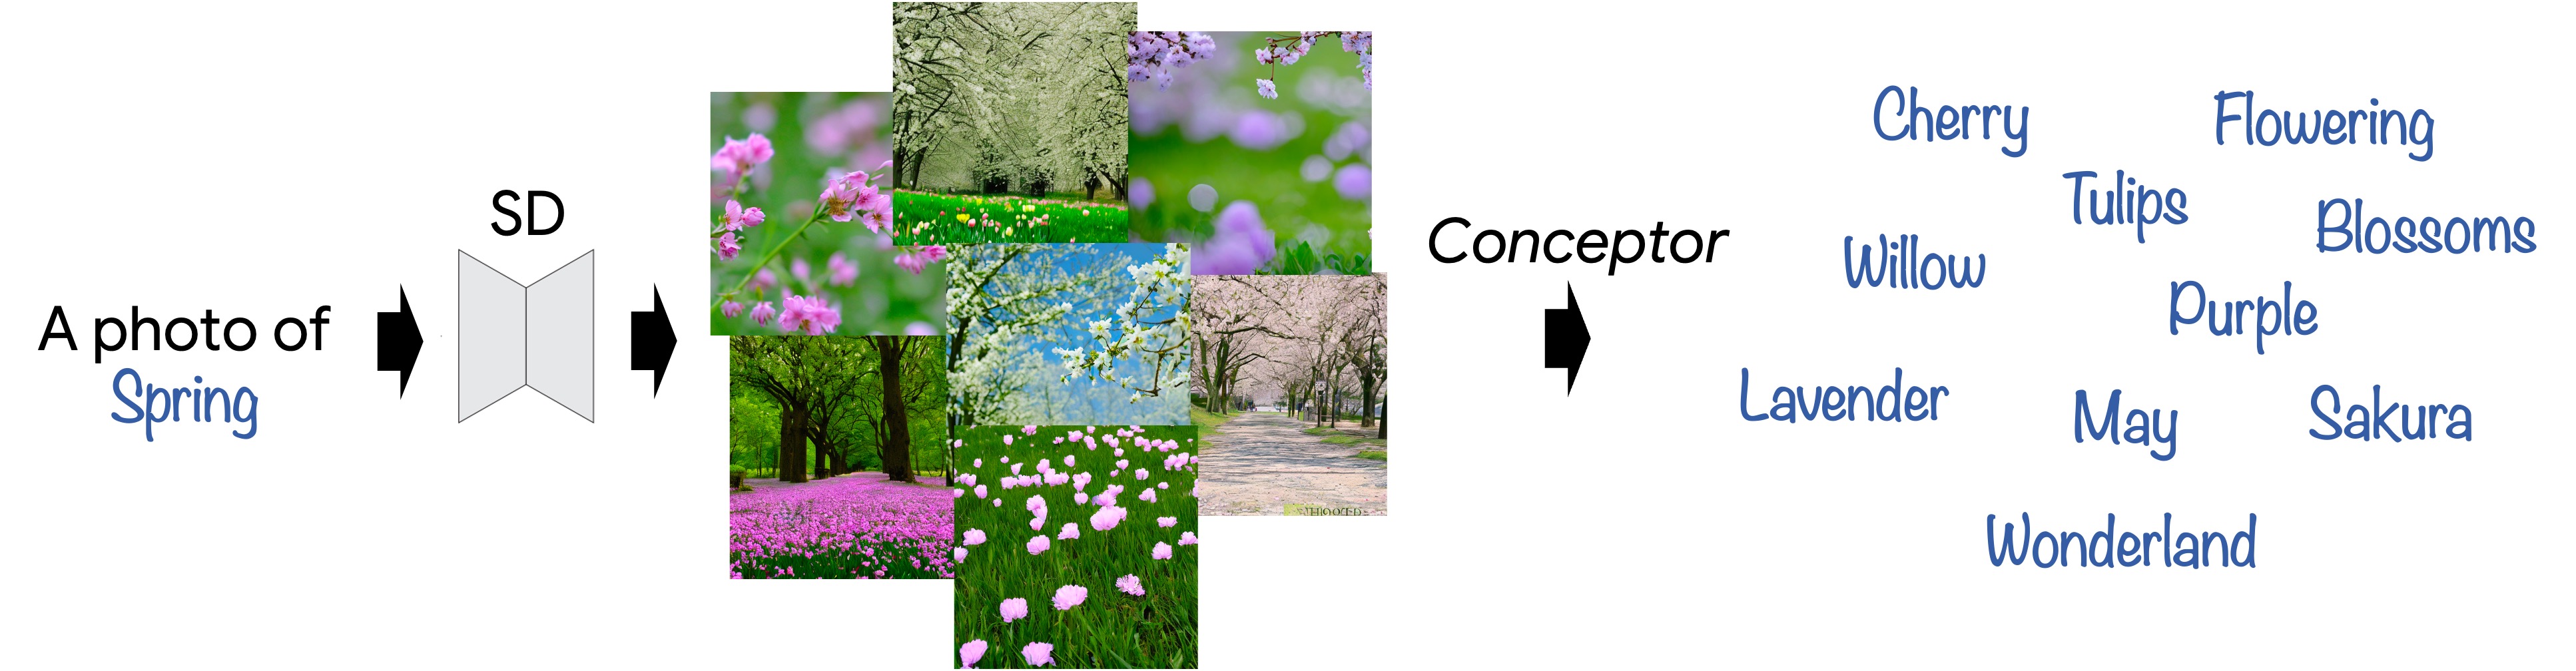 A photo of
Spring
SD
Conceptor
Cherry
Flowering
Tulips
Blossoms
Willow
Purple
Lavender
May
Sakura
Wonderland